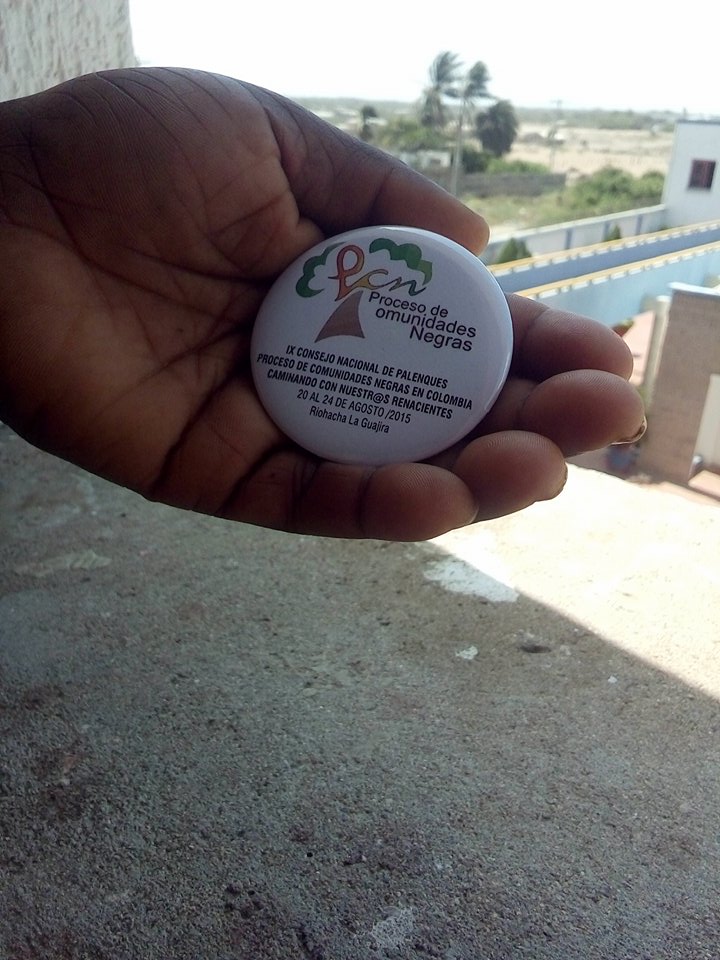 Pcn
Proceso de
omunidades
Negras
IX CONSEJO NACIONAL DE PALENQUES
PROCESO DE COMUNIDADES NEGRAS EN COLOMBIA
CAMINANDO CON NUESTR@S RENACIENTES
20 AL 24 DE AGOSTO /2015
Riohacha La Guajira